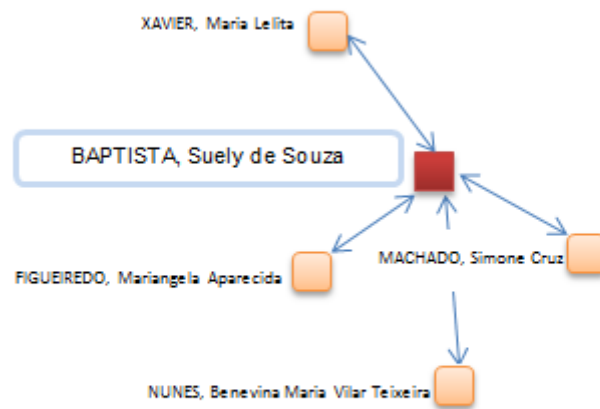 XAVIER, Maria Lelita
BAPTISTA, Suely de Souza
MACHADO, Simone Cruz
FIGUEIREDO, Mariangela Aparecida
NUNES, Benevina Maria Vilar Teixeira